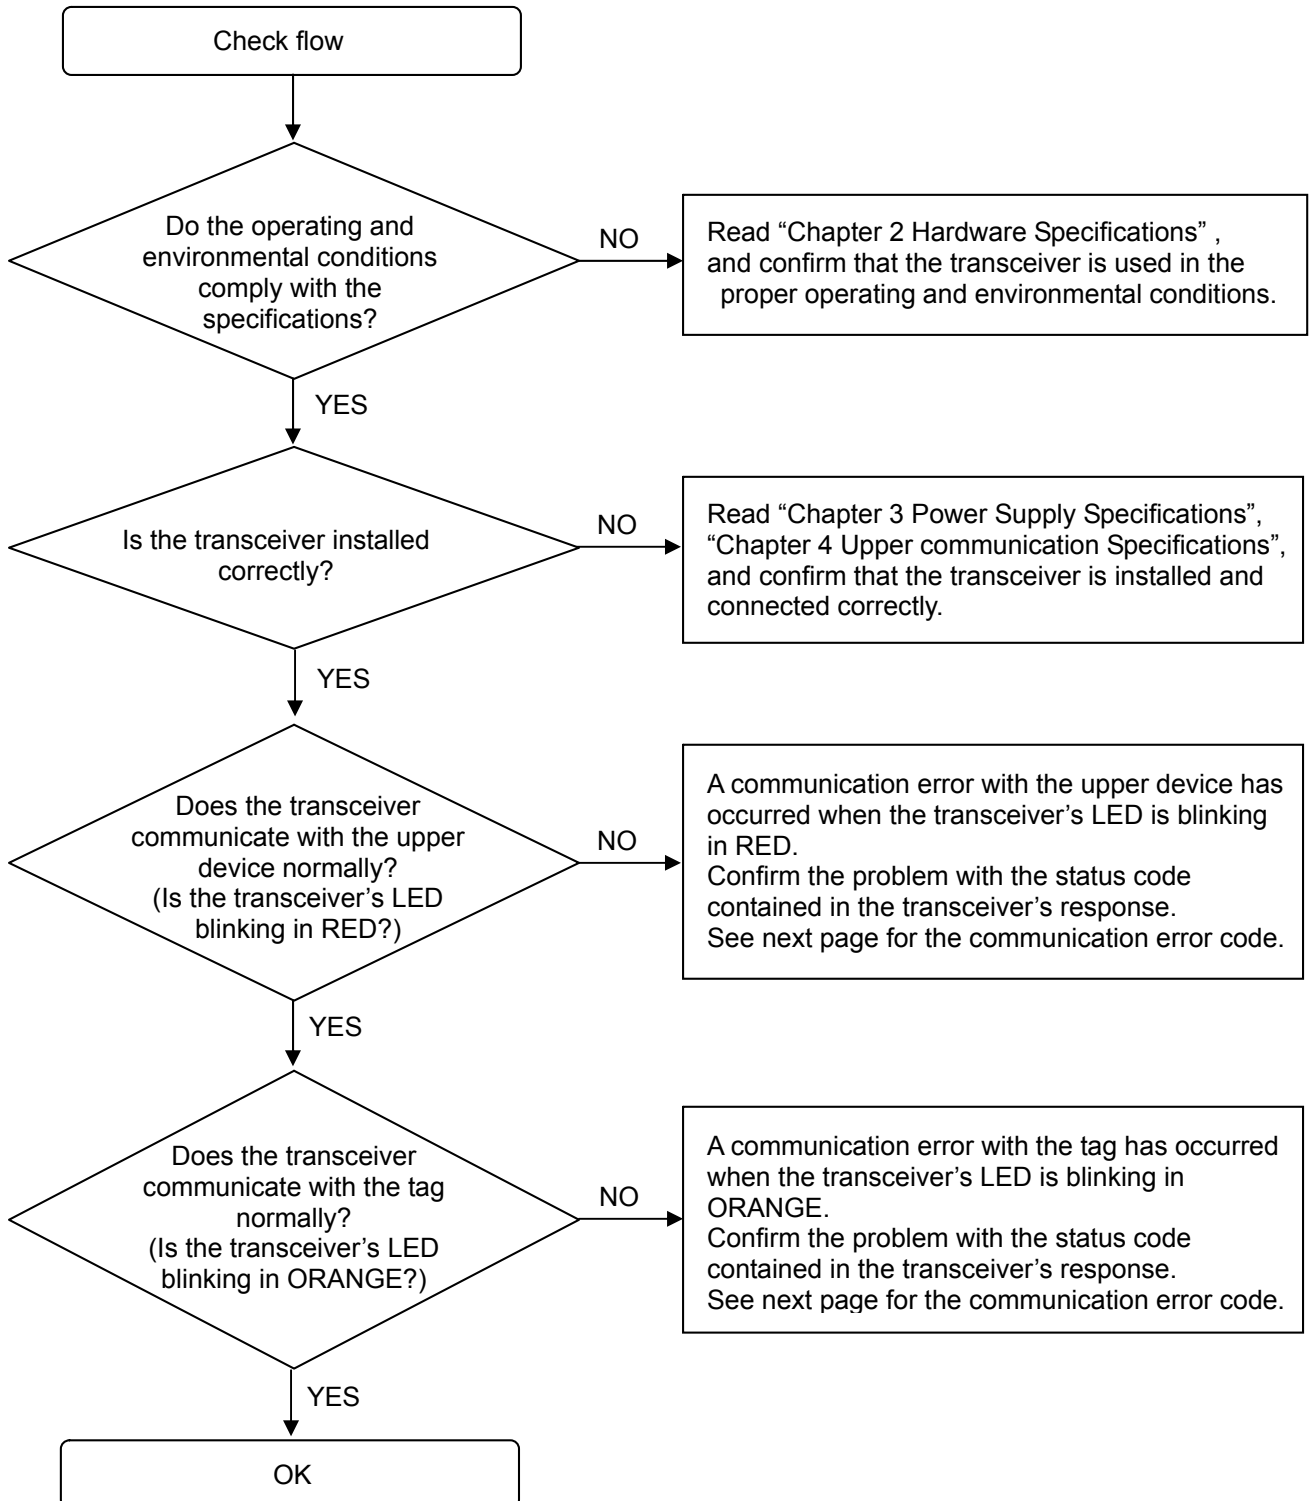 Check flow
Do the operating and
environmental conditions
comply with the
specifications?
NO
Read “Chapter 2 Hardware Specifications” ,
and confirm that the transceiver is used in the
proper operating and environmental conditions.
YES
Is the transceiver installed
correctly?
NO
Read “Chapter 3 Power Supply Specifications”,
“Chapter 4 Upper communication Specifications”,
and confirm that the transceiver is installed and
connected correctly.
YES
Does the transceiver
communicate with the upper
device normally?
(Is the transceiver’s LED
blinking in RED?)
NO
A communication error with the upper device has
occurred when the transceiver’s LED is blinking
in RED.
Confirm the problem with the status code
contained in the transceiver’s response.
See next page for the communication error code.
YES
Does the transceiver
communicate with the tag
normally?
(Is the transceiver’s LED
blinking in ORANGE?)
NO
A communication error with the tag has occurred
when the transceiver’s LED is blinking in
ORANGE.
Confirm the problem with the status code
contained in the transceiver’s response.
See next page for the communication error code.
YES
OK